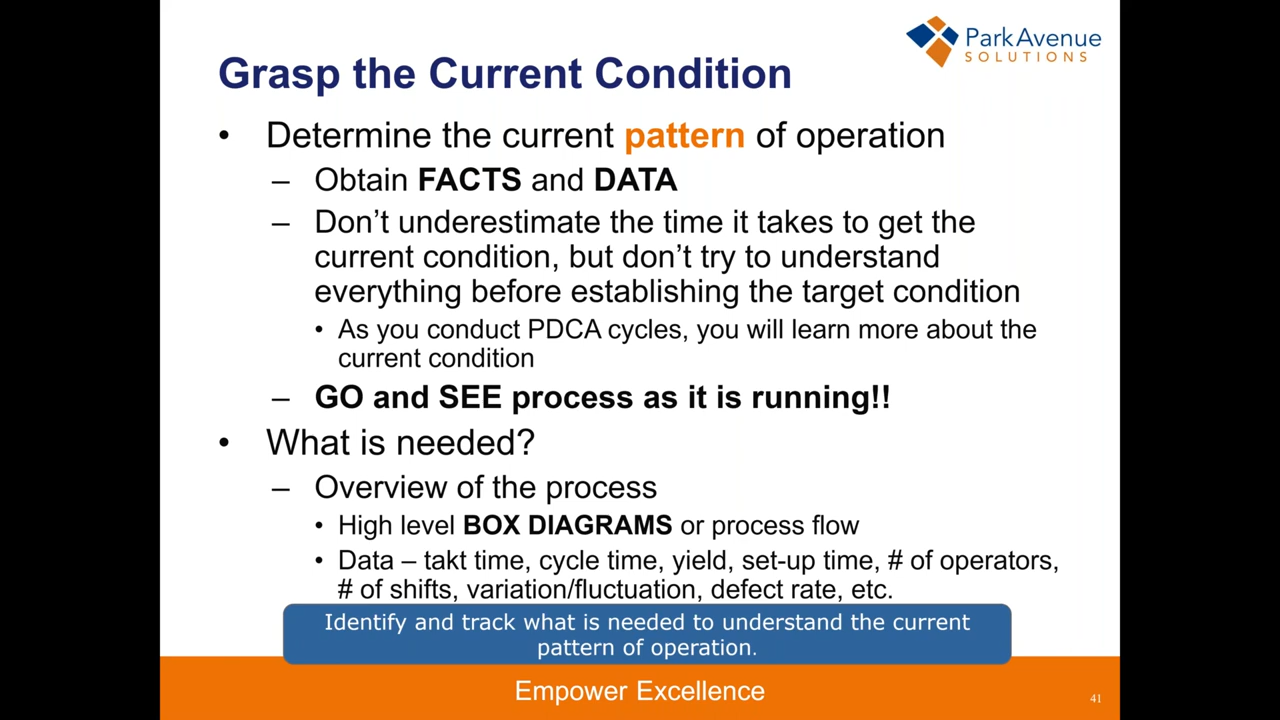 ParkAvenue
SOLUTIONS
Grasp the Current Condition
• Determine the current pattern of operation
– Obtain FACTS and DATA
– Don’t underestimate the time it takes to get the
current condition, but don’t try to understand
everything before establishing the target condition
• As you conduct PDCA cycles, you will learn more about the
current condition
– GO and SEE process as it is running!!
• What is needed?
– Overview of the process
• High level BOX DIAGRAMS or process flow
• Data – takt time, cycle time, yield, set-up time, # of operators,
# of shifts, variation/fluctuation, defect rate, etc.
Identify and track what is needed to understand the current
pattern of operation.
Empower Excellence
41